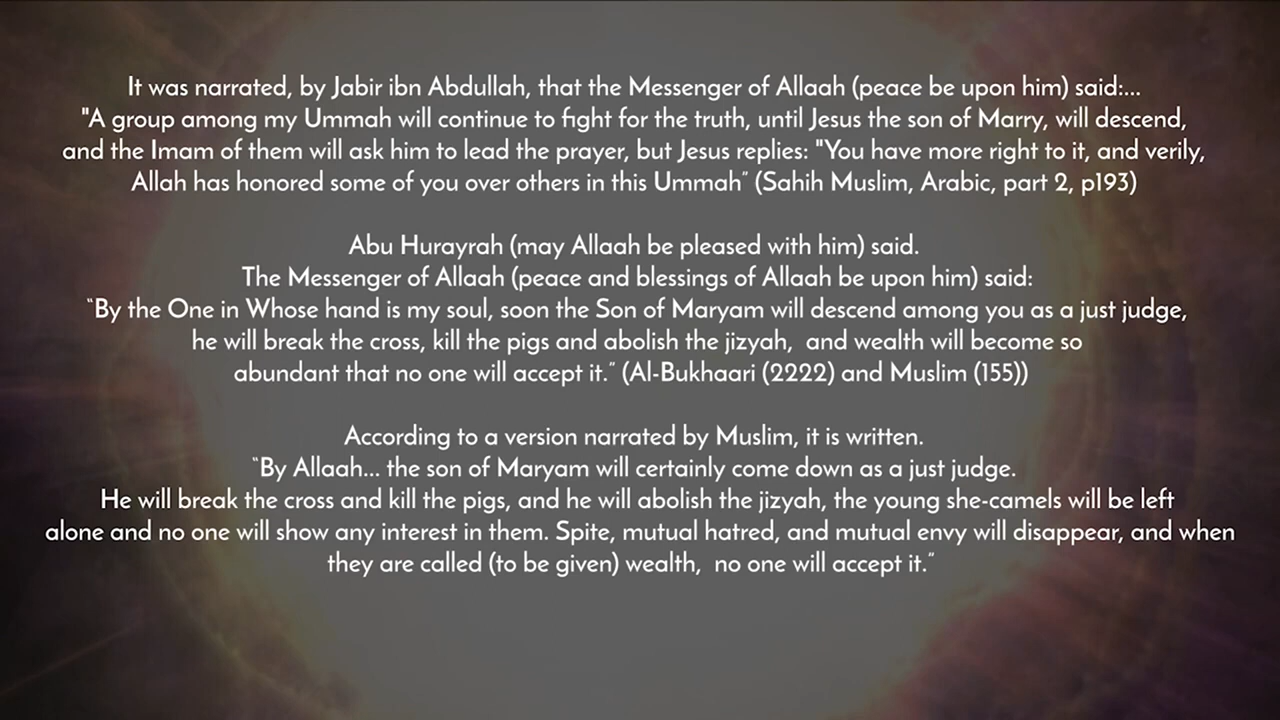 It was narrated, by Jabir ibn Abdullah, that the Messenger of Allaah (peace be upon him) said:...
"A group among my Ummah will continue to fight for the truth, until Jesus the son of Marry, will descend,
and the Imam of them will ask him to lead the prayer, but Jesus replies: "You have more right to it, and verily,
Allah has honored some of you over others in this Ummah” (Sahih Muslim, Arabic, part 2, p193)
Abu Hurayrah (may Allaah be pleased with him) said.
The Messenger of Allaah (peace and blessings of Allaah be upon him) said:
“By the One in Whose hand is my soul, soon the Son of Maryam will descend among you as a just judge,
he will break the cross, kill the pigs and abolish the jizyah, and wealth will become so
abundant that no one will accept it.” (Al-Bukhaari (2222) and Muslim (155))
According to a version narrated by Muslim, it is written.
“By Allaah... the son of Maryam will certainly come down as a just judge.
He will break the cross and kill the pigs, and he will abolish the jizyah, the young she-camels will be left
alone and no one will show any interest in them. Spite, mutual hatred, and mutual envy will disappear, and when
they are called (to be given) wealth, no one will accept it.”